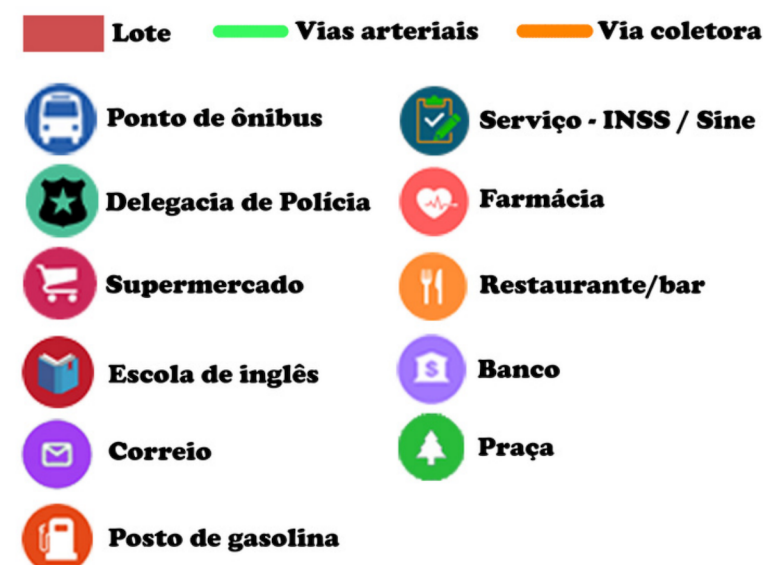 Lote
Vias arteriais
Via coletora
Ponto de ônibus
Serviço - INSS / Sine
Delegacia de Polícia
Farmácia
Supermercado
Restaurante/bar
Escola de inglês
Banco
Correio
Praça
Posto de gasolina